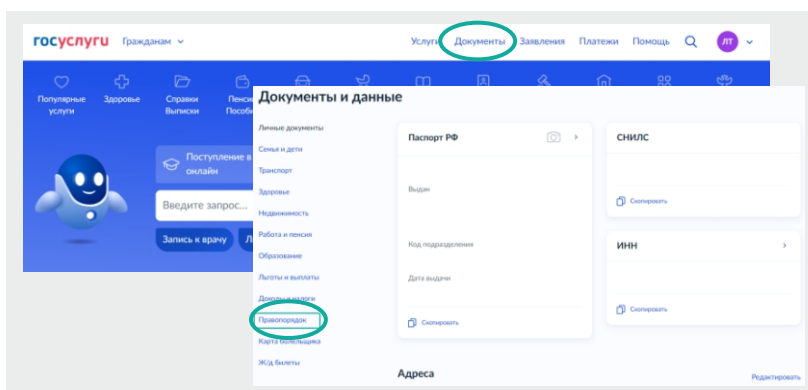 госуслуги Гражданам Услуги Документы Заявления Платежи Помощь ЛТ
Популярные услуги
Здоровье
Справки Выписки
Документы и данные
Поступление в
онлайн
Введите запрос...
Запись к врачу
Личные документы
Семья и дети
Транспорт
Здоровье
Недвижимость
Работа и пенсия
Образование
Льготы и выплаты
Доходы и налоги
Правопорядок
Карта болельщика
Ж/д билеты
Паспорт РФ
Выдан
Код подразделения
Дата выдачи
Скопировать
СНИЛС
Скопировать
ИНН
Скопировать
Адреса
Редактировать